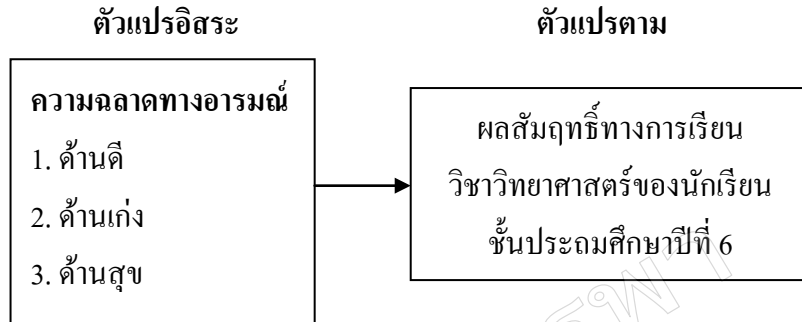 ตัวแปรอิสระ
ตัวแปรตาม
ความฉลาดทางอารมณ์
1. ด้านดี
2. ด้านเก่ง
3. ด้านสุข
ผลสัมฤทธิ์ทางการเรียน
วิชาวิทยาศาสตร์ของนักเรียน
ชั้นประถมศึกษาปีที่ 6